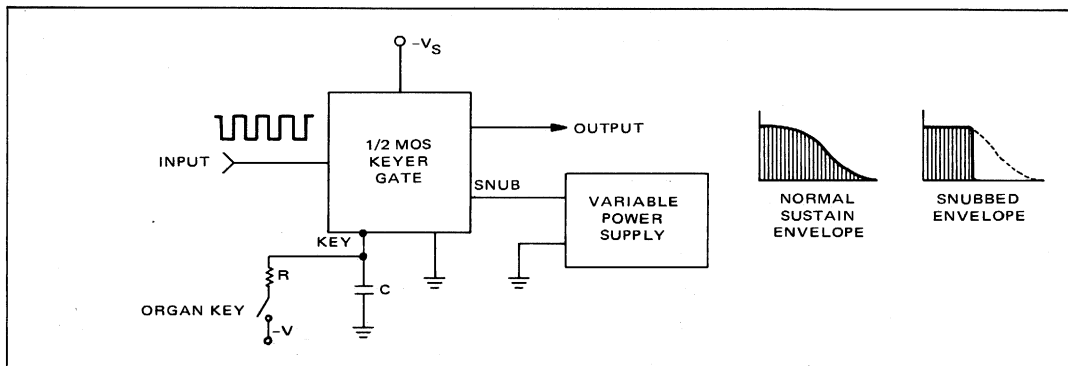 -VS
INPUT
1/2 MOS
KEYER
GATE
OUTPUT
SNUB
VARIABLE
POWER
SUPPLY
KEY
R
C
ORGAN KEY
-V
NORMAL
SUSTAIN
ENVELOPE
SNUBBED
ENVELOPE